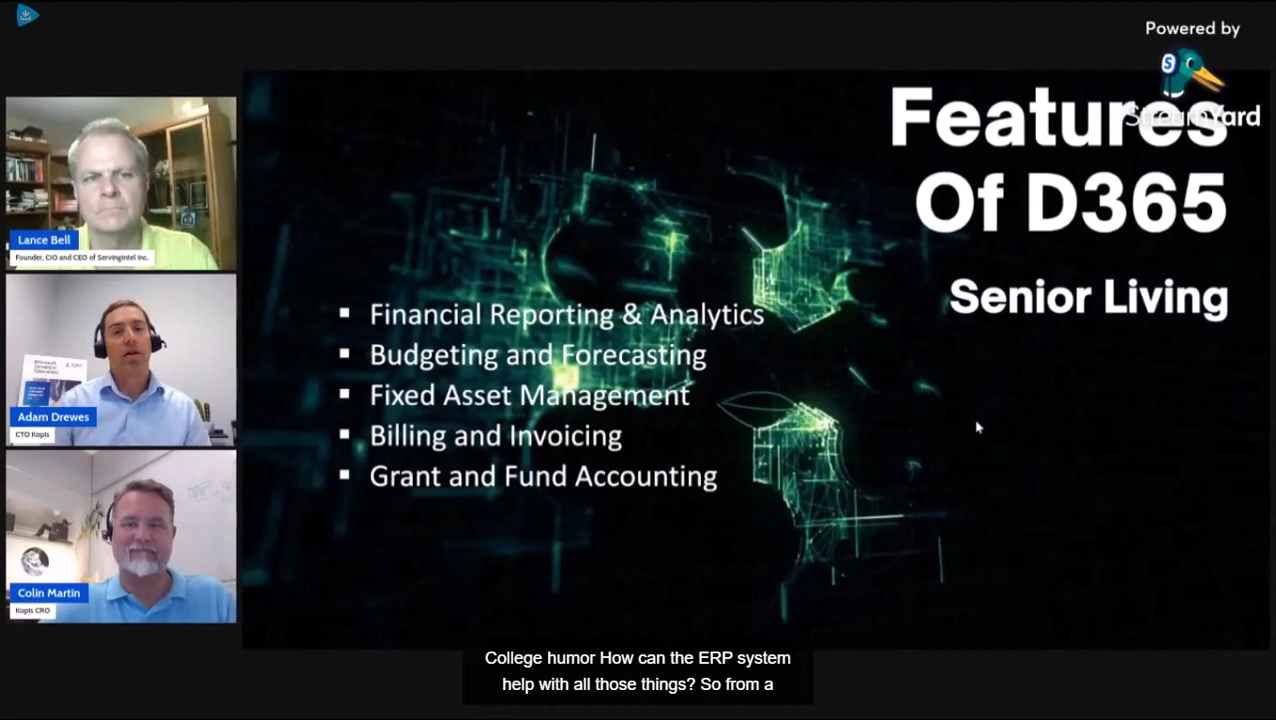 Powered by
S
StreamYard
Features
Of D365
Senior Living
Lance Bell
Founder, CIO and CEO of ServingIntel Inc.
Adam Drewes
CTO Kopis
Colin Martin
Kopis CRO
▪ Financial Reporting & Analytics
▪ Budgeting and Forecasting
▪ Fixed Asset Management
▪ Billing and Invoicing
▪ Grant and Fund Accounting
College humor How can the ERP system
help with all those things? So from a